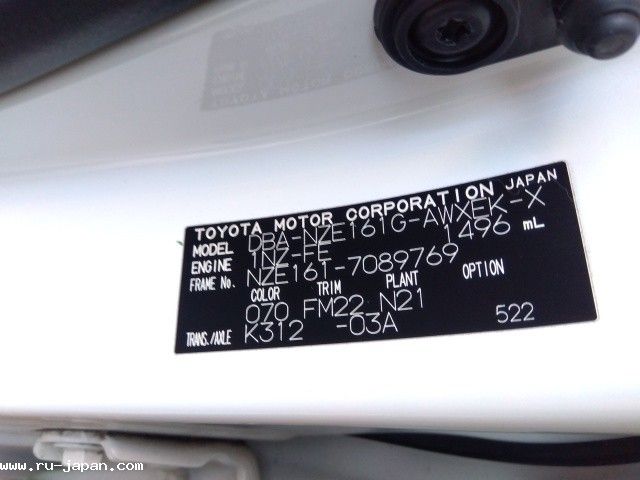 TOYOTA MOTOR CORPORATION JAPAN
MODEL DBA-NZE161G-AWXEK-X
ENGINE 1NZ-FE 1496 mL
FRAME No. NZE161-7089769
COLOR TRIM PLANT OPTION
070 FM22 N21
TRANS./AXLE K312 -03A 522
www.ru-japan.com